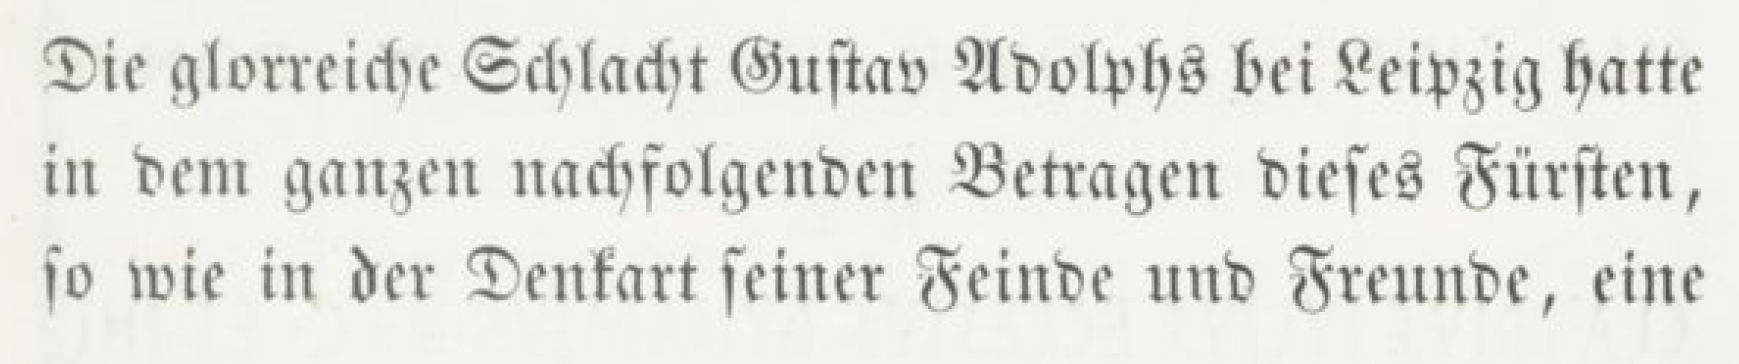 Die glorreiche Schlacht Guſtav Adolphs bei Leipzig hatte
in dem ganzen nachfolgenden Betragen dieſes Fürſten,
ſo wie in der Denkart ſeiner Feinde und Freunde, eine